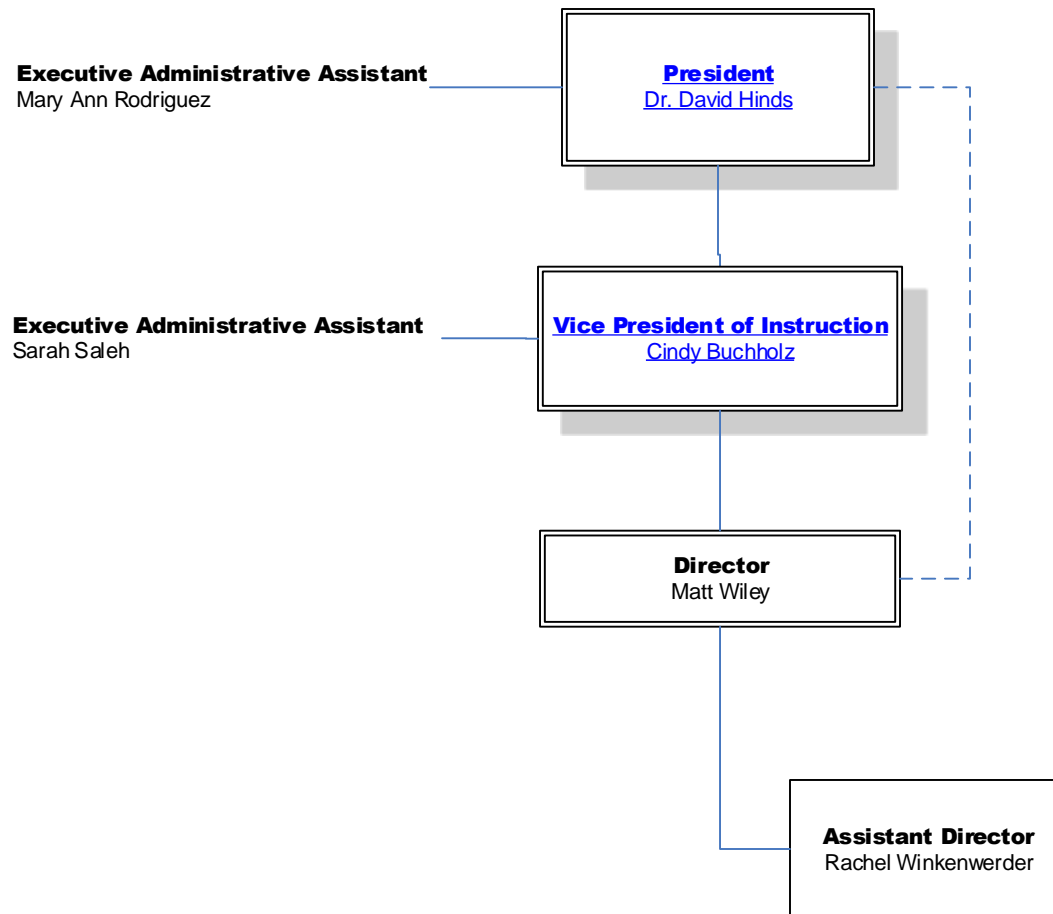 Executive Administrative Assistant
Mary Ann Rodriguez
President
Dr. David Hinds
Executive Administrative Assistant
Sarah Saleh
Vice President of Instruction
Cindy Buchholz
Director
Matt Wiley
Assistant Director
Rachel Winkenwerder